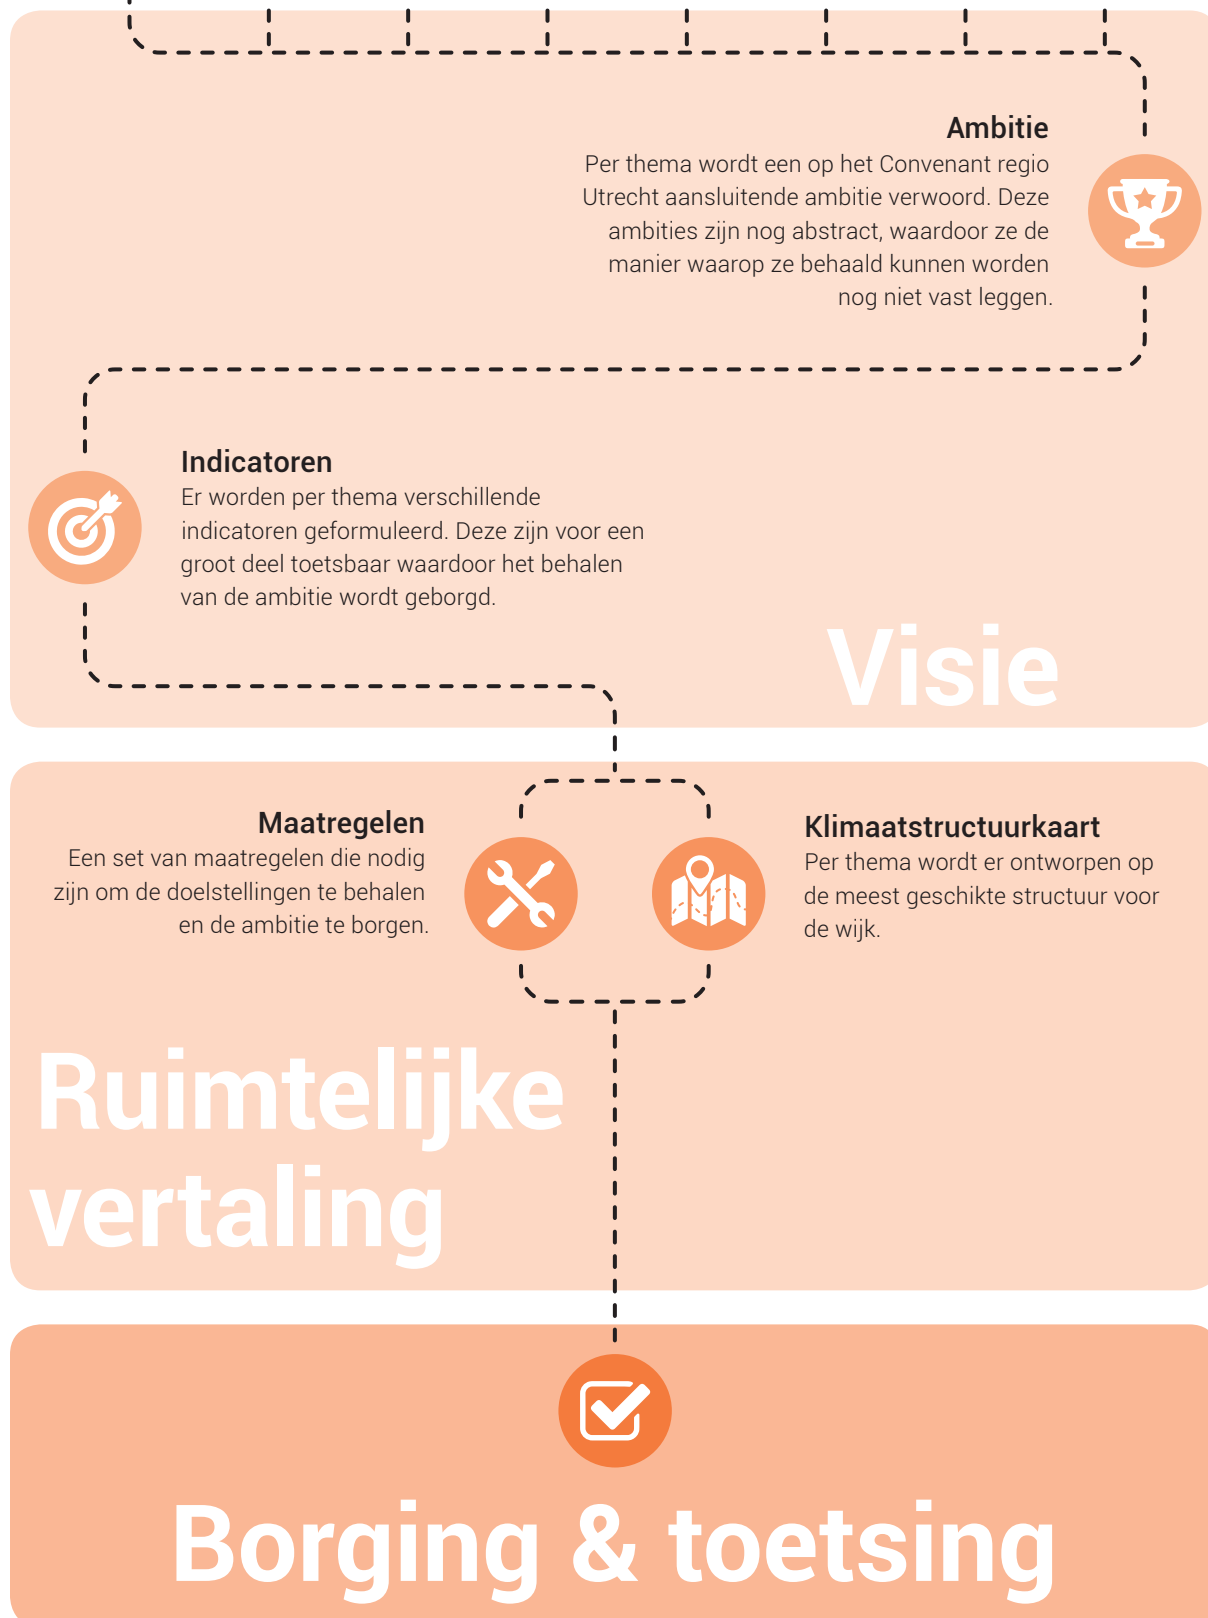 Ambitie
Per thema wordt een op het Convenant regio
Utrecht aansluitende ambitie verwoord. Deze
ambities zijn nog abstract, waardoor ze de
manier waarop ze behaald kunnen worden
nog niet vast leggen.
Indicatoren
Er worden per thema verschillende
indicatoren geformuleerd. Deze zijn voor een
groot deel toetsbaar waardoor het behalen
van de ambitie wordt geborgd.
Visie
Maatregelen
Een set van maatregelen die nodig
zijn om de doelstellingen te behalen
en de ambitie te borgen.
Klimaatstructuurkaart
Per thema wordt er ontworpen op
de meest geschikte structuur voor
de wijk.
Ruimtelijke
vertaling
Borging & toetsing